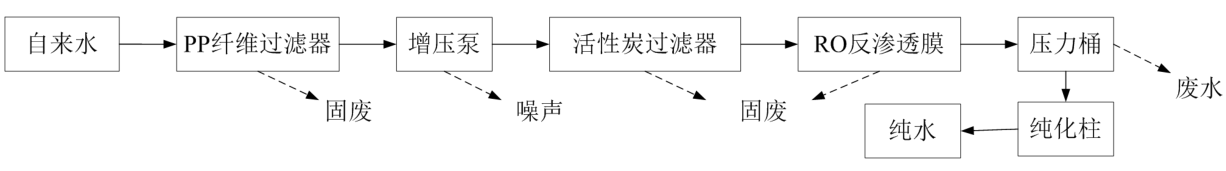 自来水
PP纤维过滤器
增压泵
活性炭过滤器
RO反渗透膜
压力桶
固废
噪声
固废
废水
纯水
纯化柱